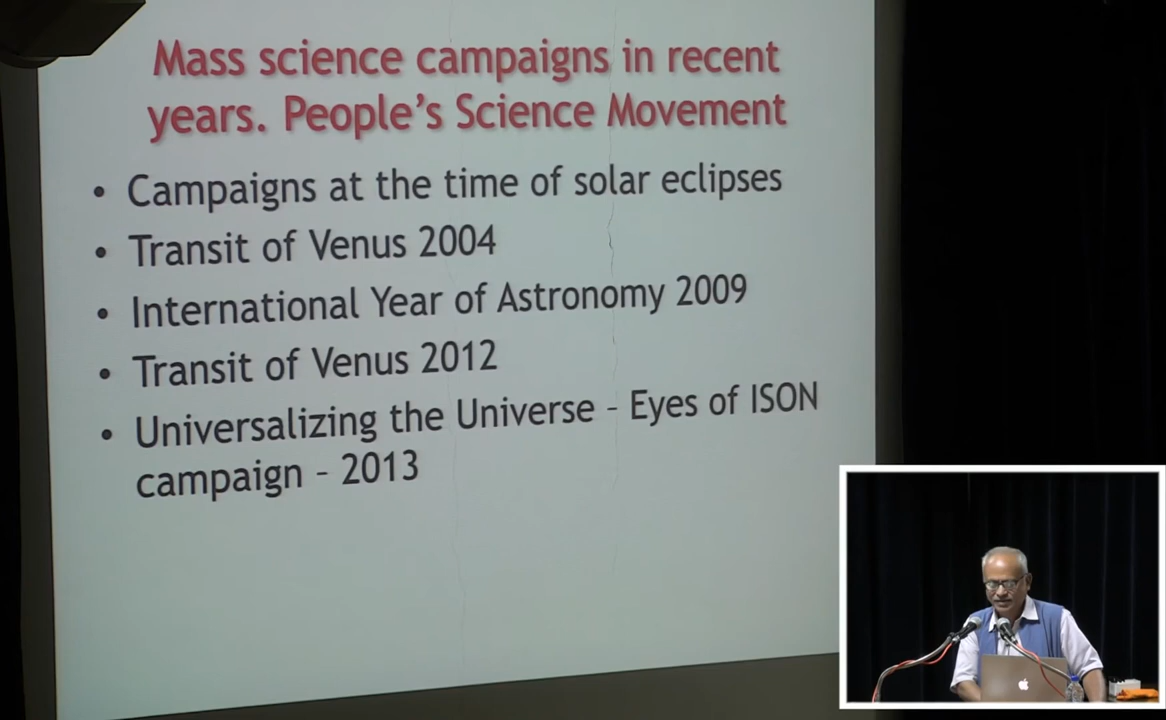 Mass science campaigns in recent
years. People's Science Movement
• Campaigns at the time of solar eclipses
• Transit of Venus 2004
• International Year of Astronomy 2009
• Transit of Venus 2012
• Universalizing the Universe – Eyes of ISON
campaign – 2013